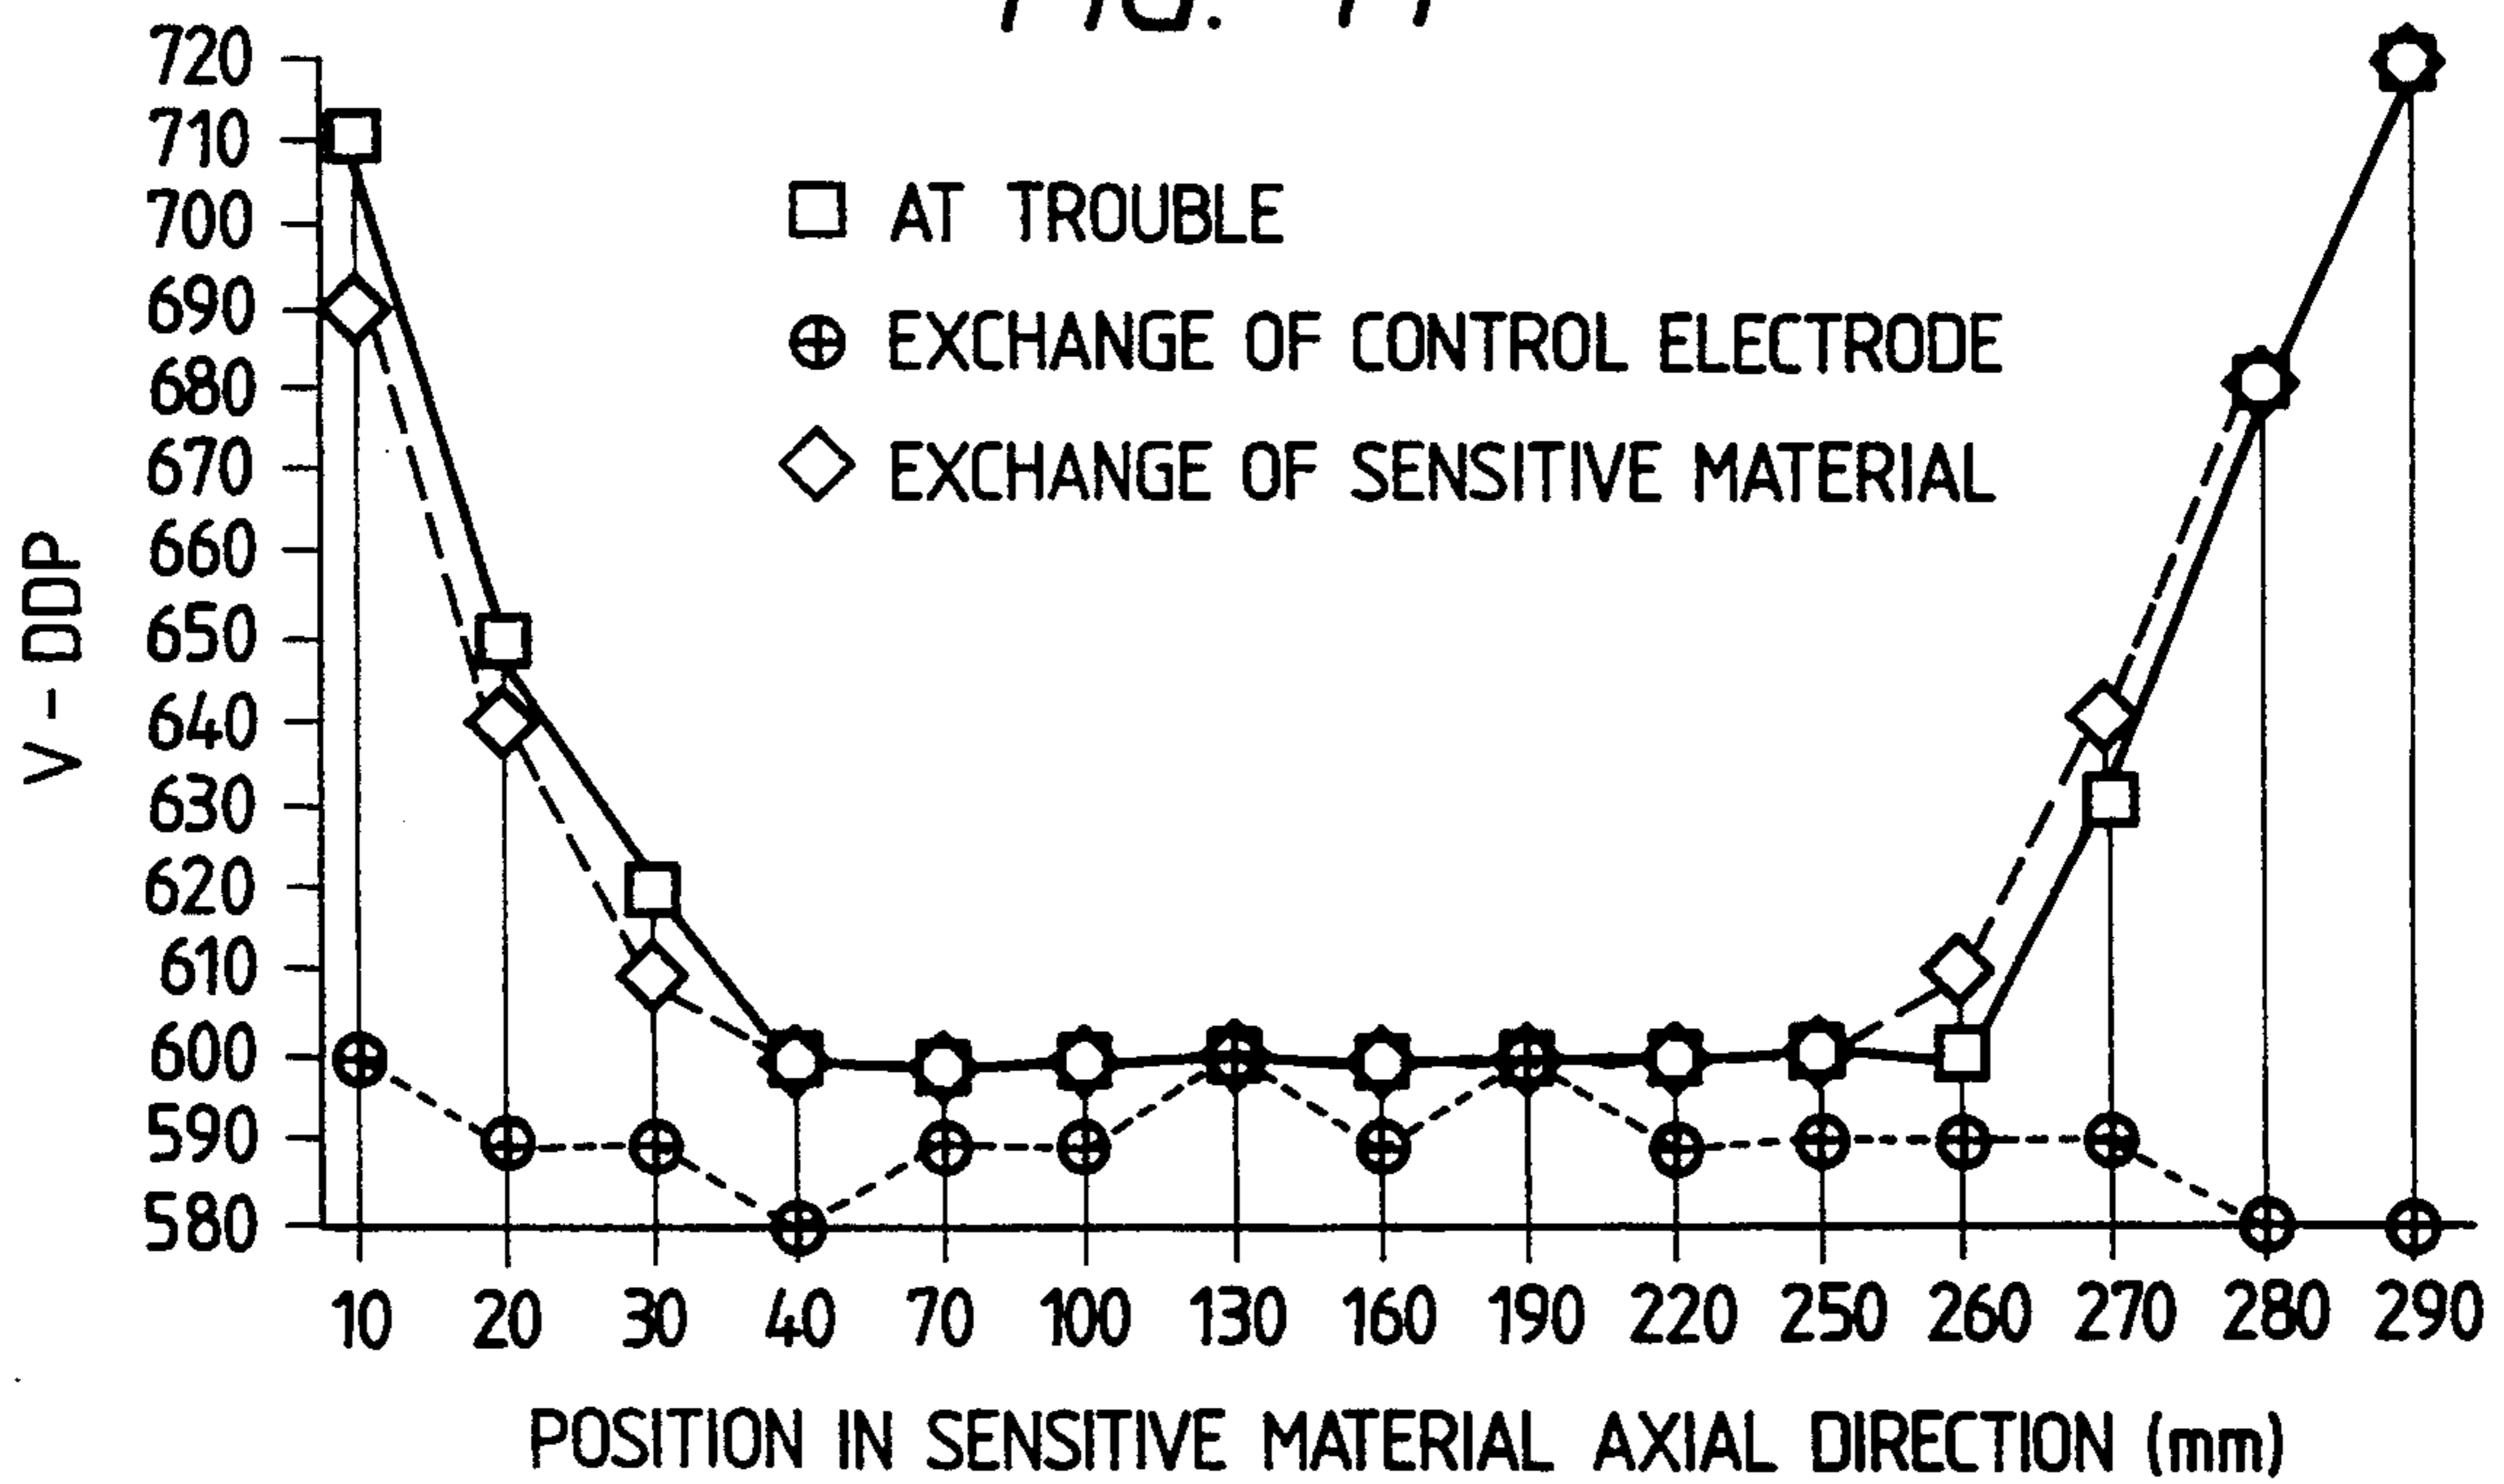 720
710
700
690
680
670
660
650
640
630
620
610
600
590
580
V - DDP
AT TROUBLE
EXCHANGE OF CONTROL ELECTRODE
EXCHANGE OF SENSITIVE MATERIAL
10 20 30 40 70 100 130 160 190 220 250 260 270 280 290
POSITION IN SENSITIVE MATERIAL AXIAL DIRECTION (mm)